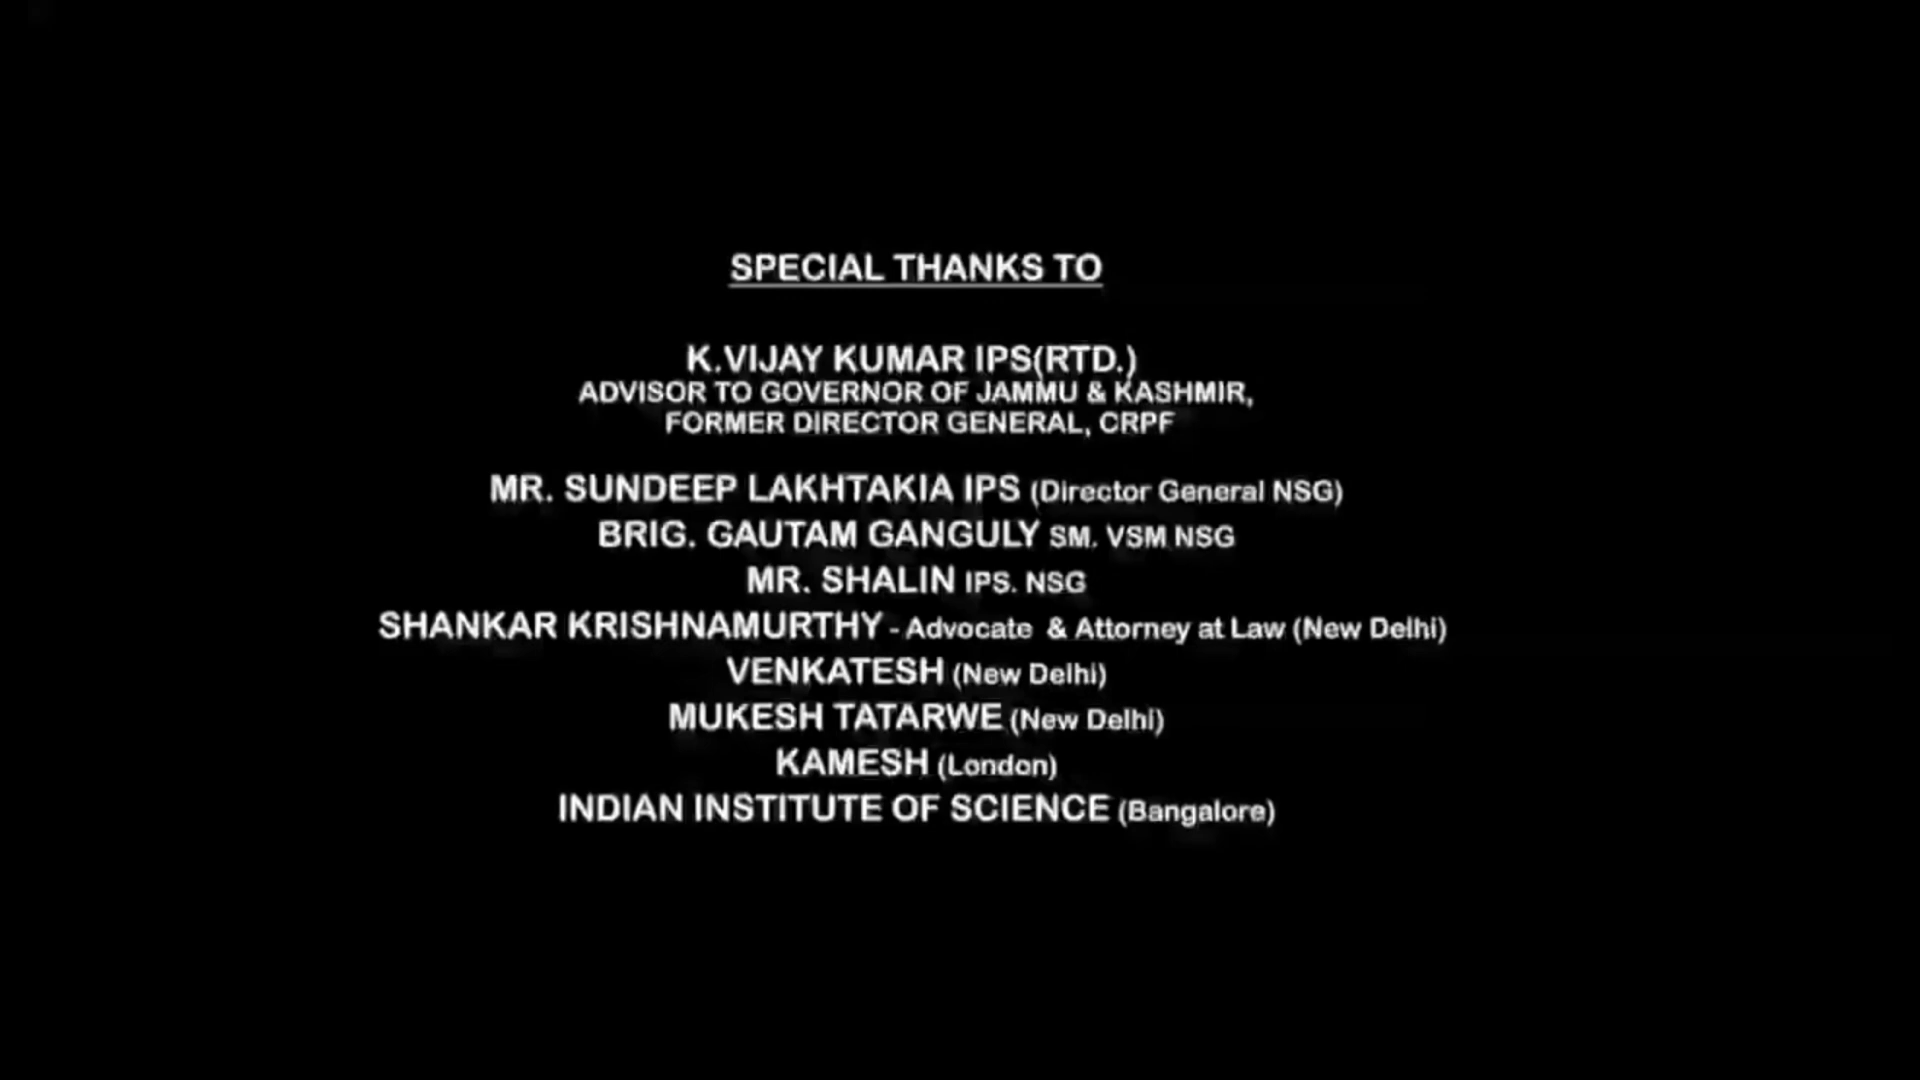 SPECIAL THANKS TO
K.VIJAY KUMAR IPS(RTD.)
ADVISOR TO GOVERNOR OF JAMMU & KASHMIR,
FORMER DIRECTOR GENERAL, CRPF
MR. SUNDEEP LAKHTAKIA IPS (Director General NSG)
BRIG. GAUTAM GANGULY SM. VSM NSG
MR. SHALIN IPS. NSG
SHANKAR KRISHNAMURTHY - Advocate & Attorney at Law (New Delhi)
VENKATESH (New Delhi)
MUKESH TATARWE (New Delhi)
KAMESH (London)
INDIAN INSTITUTE OF SCIENCE (Bangalore)